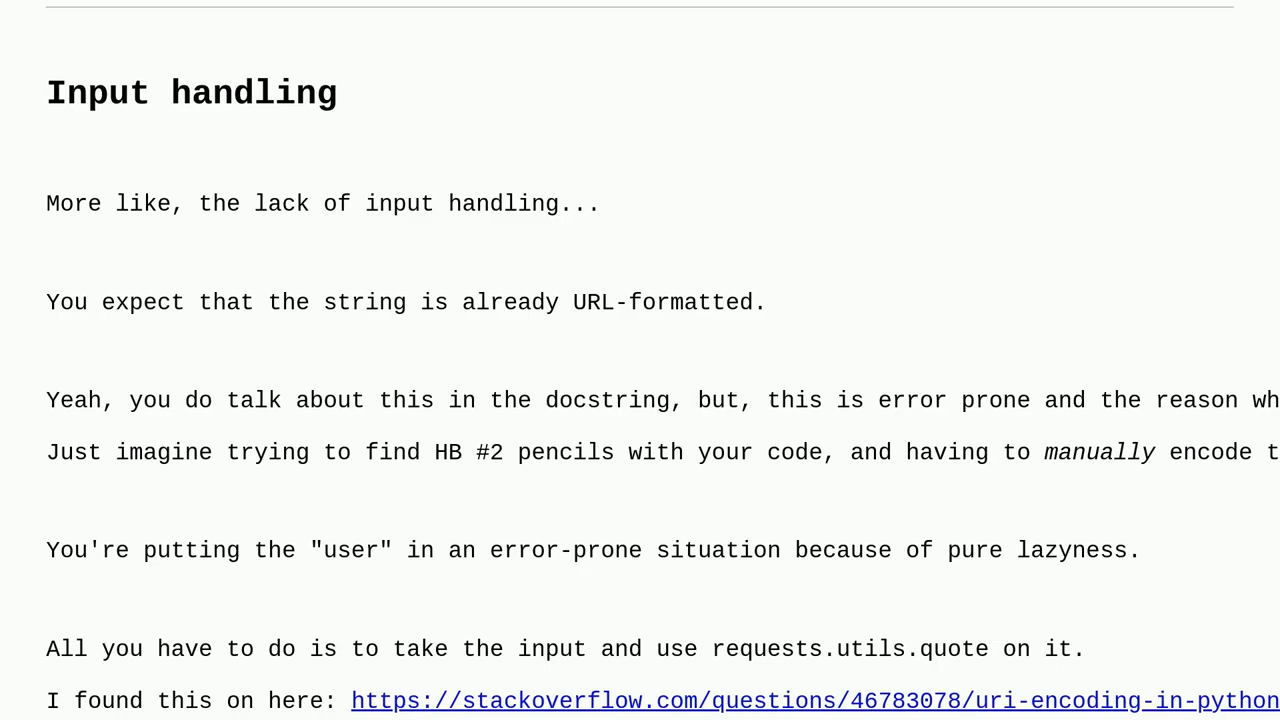 Input handling
More like, the lack of input handling...
You expect that the string is already URL-formatted.
Yeah, you do talk about this in the docstring, but, this is error prone and the reason wh
Just imagine trying to find HB #2 pencils with your code, and having to manually encode t
You're putting the "user" in an error-prone situation because of pure lazyness.
All you have to do is to take the input and use requests.utils.quote on it.
I found this on here: https://stackoverflow.com/questions/46783078/uri-encoding-in-python